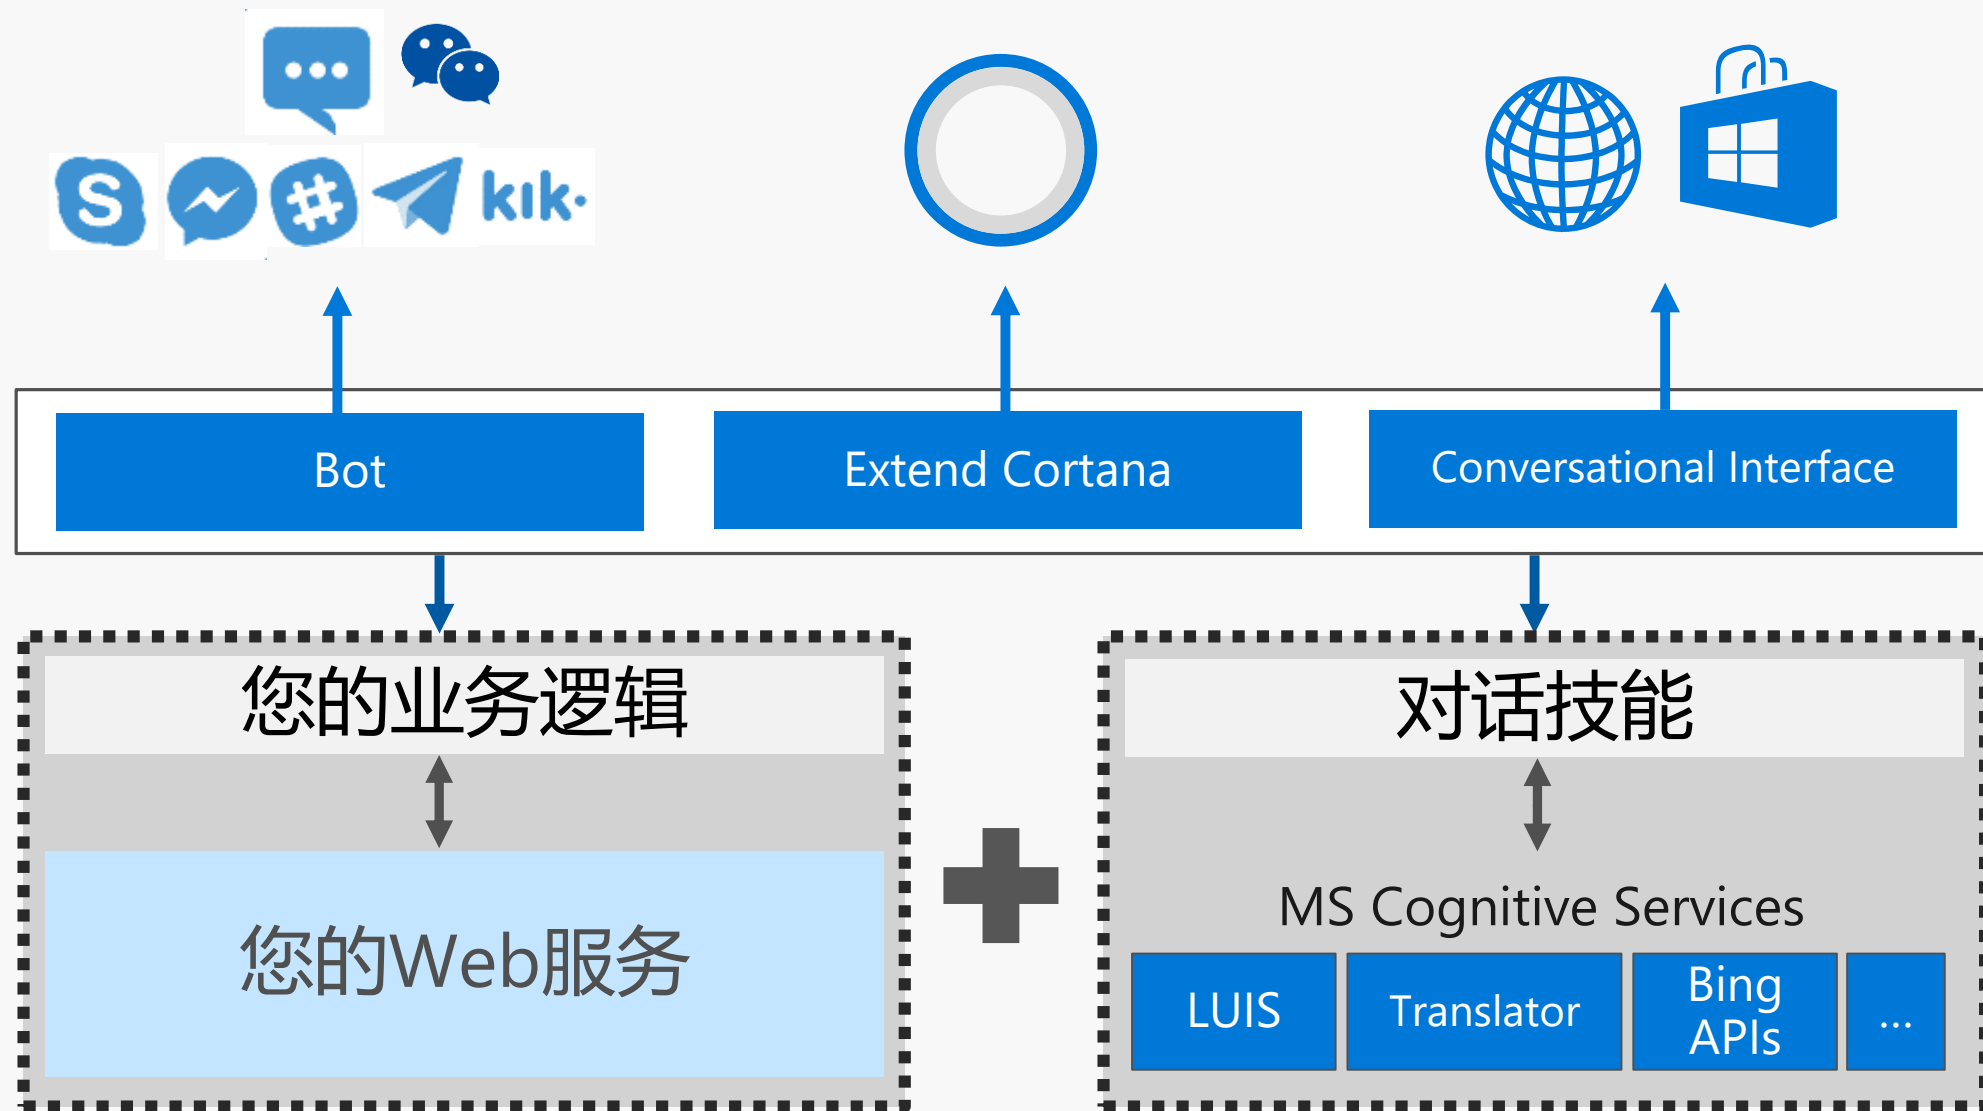 kik·
Bot
Extend Cortana
Conversational Interface
您的业务逻辑
对话技能
您的Web服务
MS Cognitive Services
LUIS
Translator
Bing
APIs
...